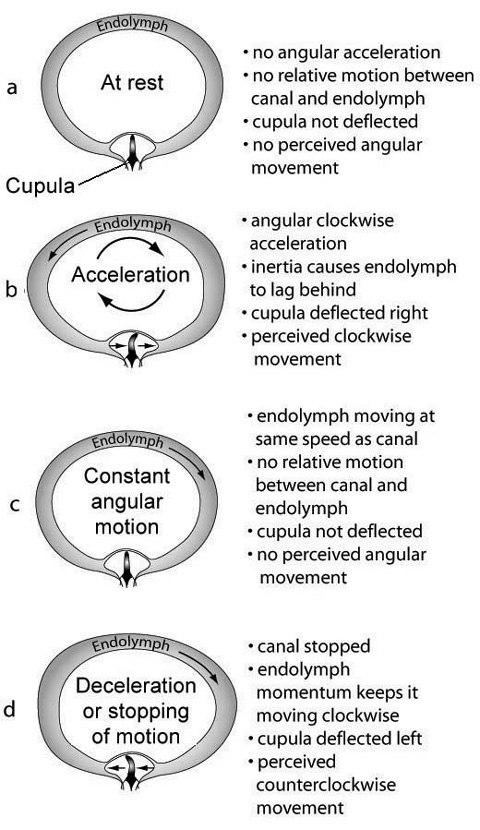 a
Endolymph
At rest
Cupula
• no angular acceleration
• no relative motion between
canal and endolymph
• cupula not deflected
• no perceived angular
movement
b
Endolymph
Acceleration
• angular clockwise
acceleration
• inertia causes endolymph
to lag behind
• cupula deflected right
• perceived clockwise
movement
c
Endolymph
Constant
angular
motion
• endolymph moving at
same speed as canal
• no relative motion
between canal and
endolymph
• cupula not deflected
• no perceived angular
movement
d
Endolymph
Deceleration
or stopping
of motion
• canal stopped
• endolymph
momentum keeps it
moving clockwise
• cupula deflected left
• perceived
counterclockwise
movement